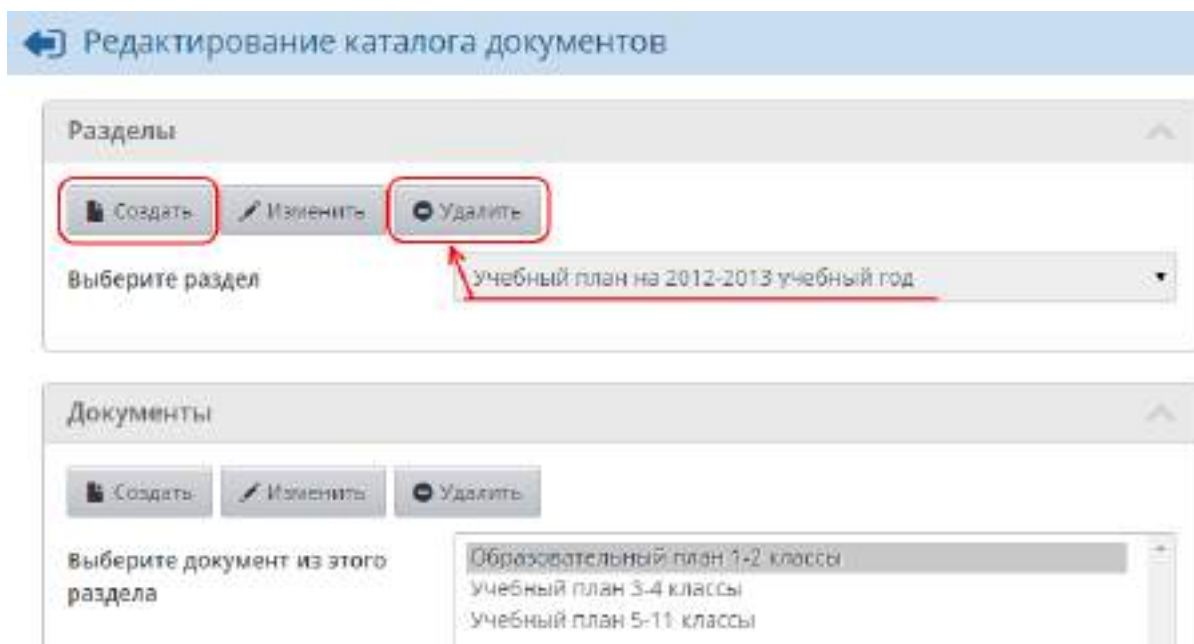 Редактирование каталога документов
Разделы
Создать Изменить Удалить
Выберите раздел Учебный план на 2012-2013 учебный год
Документы
Создать Изменить Удалить
Выберите документ из этого раздела
Образовательный план 1-2 классы
Учебный план 3-4 классы
Учебный план 5-11 классы